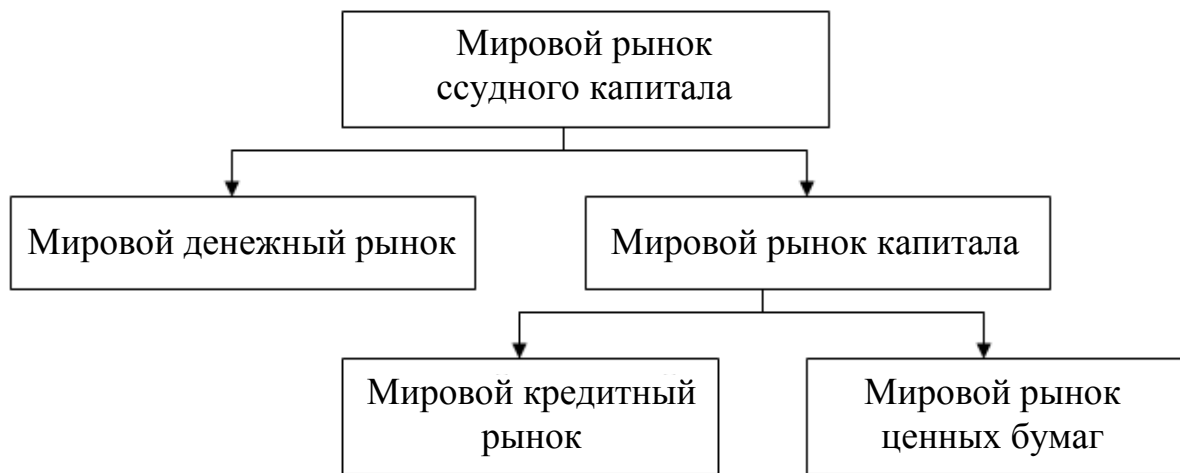 Мировой рынок
ссудного капитала
Мировой денежный рынок
Мировой рынок капитала
Мировой кредитный
рынок
Мировой рынок
ценных бумаг